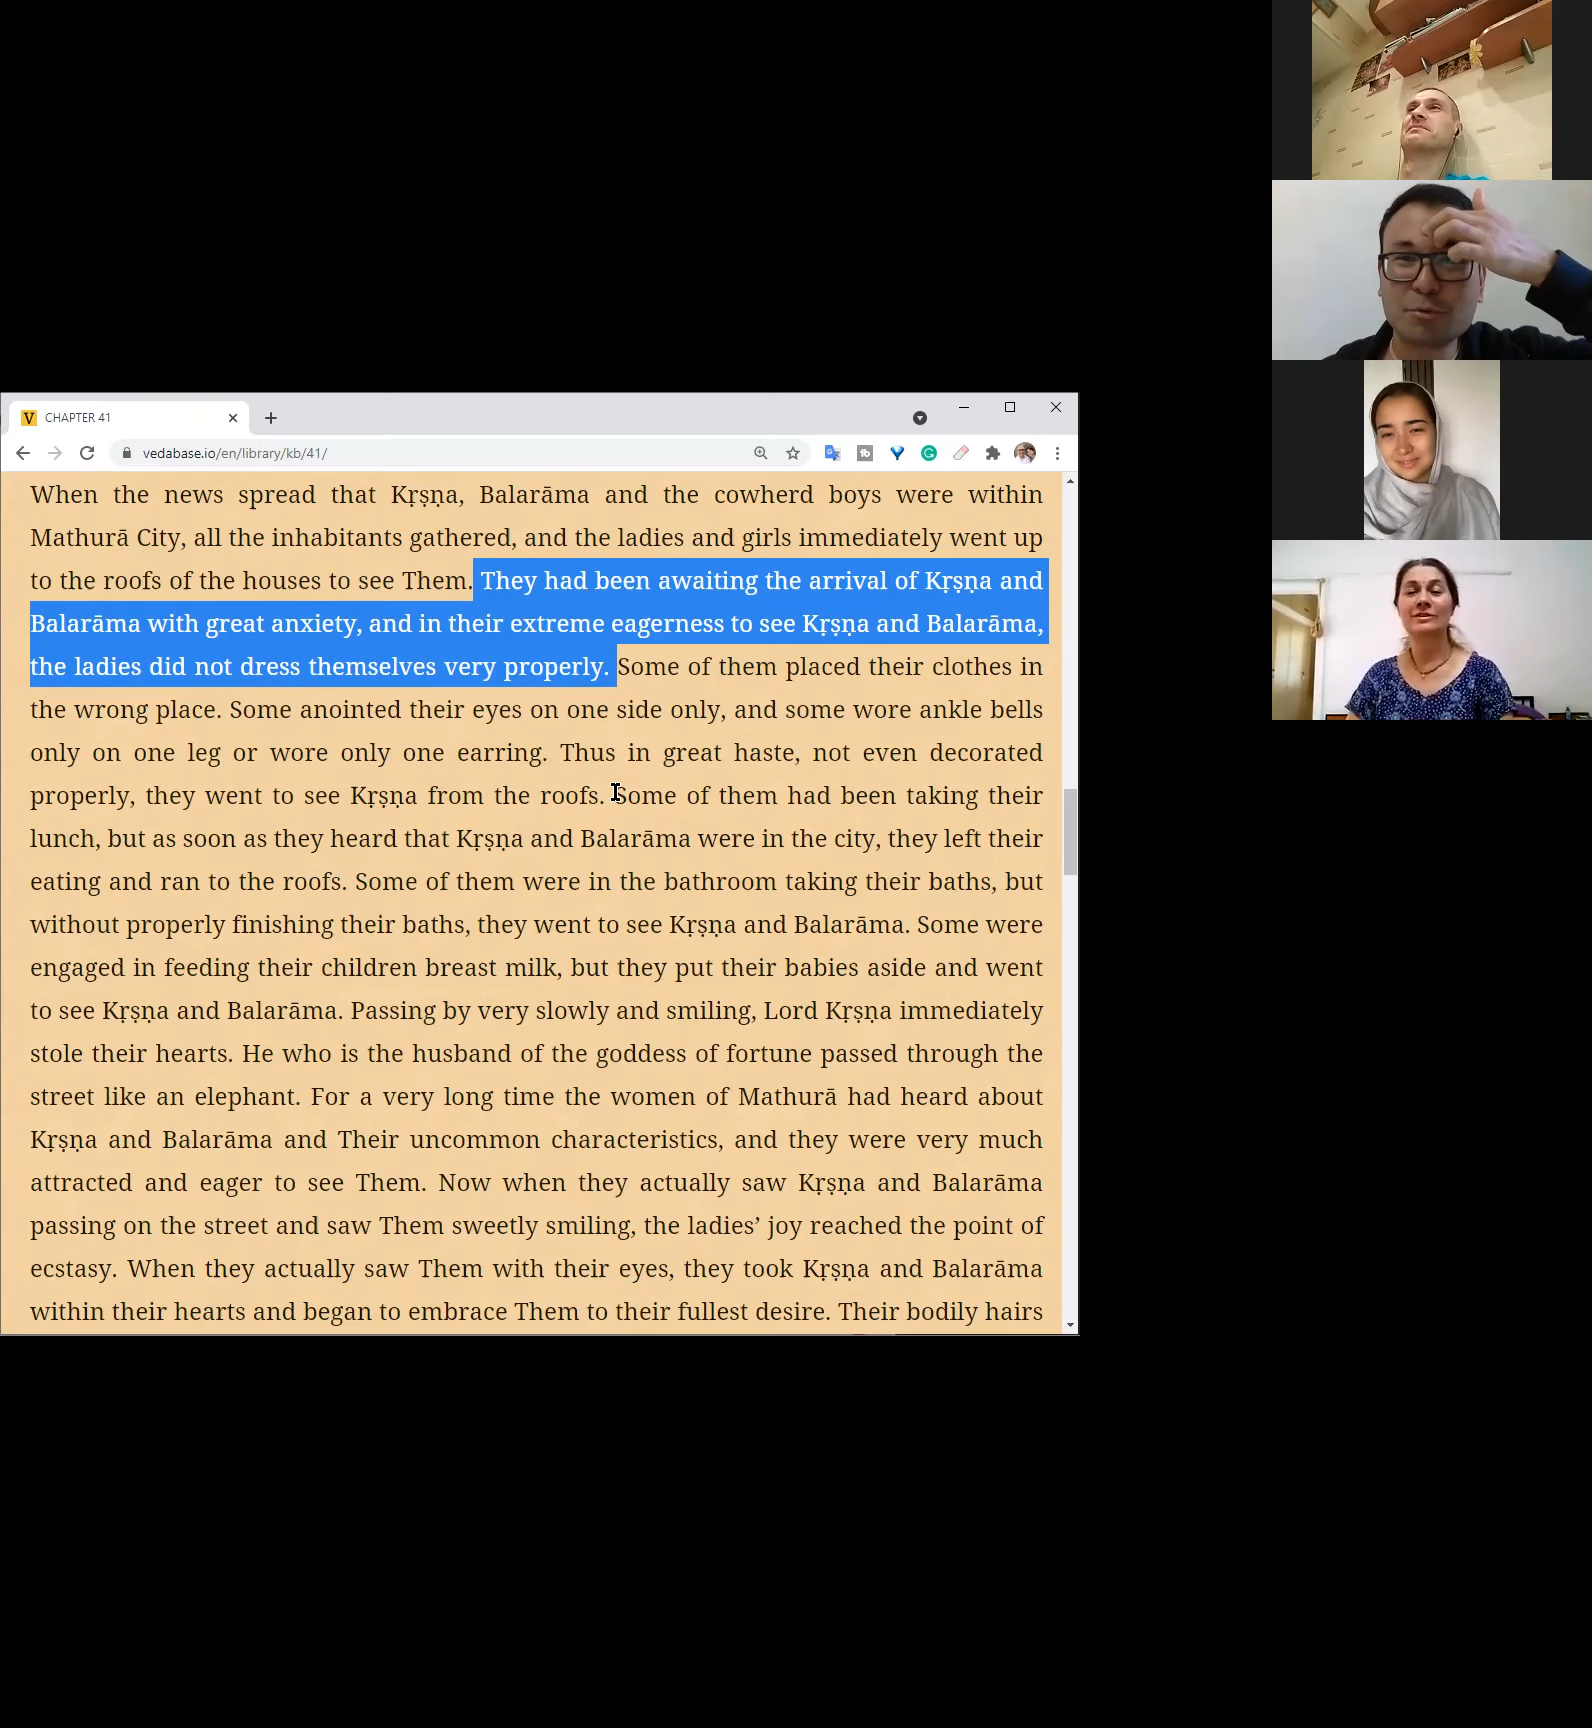 CHAPTER 41
vedabase.io/en/library/kb/41/
When the news spread that Kṛṣṇa, Balarāma and the cowherd boys were within
Mathurā City, all the inhabitants gathered, and the ladies and girls immediately went up
to the roofs of the houses to see Them. They had been awaiting the arrival of Kṛṣṇa and
Balarāma with great anxiety, and in their extreme eagerness to see Kṛṣṇa and Balarāma,
the ladies did not dress themselves very properly. Some of them placed their clothes in
the wrong place. Some anointed their eyes on one side only, and some wore ankle bells
only on one leg or wore only one earring. Thus in great haste, not even decorated
properly, they went to see Kṛṣṇa from the roofs. Some of them had been taking their
lunch, but as soon as they heard that Kṛṣṇa and Balarāma were in the city, they left their
eating and ran to the roofs. Some of them were in the bathroom taking their baths, but
without properly finishing their baths, they went to see Kṛṣṇa and Balarāma. Some were
engaged in feeding their children breast milk, but they put their babies aside and went
to see Kṛṣṇa and Balarāma. Passing by very slowly and smiling, Lord Kṛṣṇa immediately
stole their hearts. He who is the husband of the goddess of fortune passed through the
street like an elephant. For a very long time the women of Mathurā had heard about
Kṛṣṇa and Balarāma and Their uncommon characteristics, and they were very much
attracted and eager to see Them. Now when they actually saw Kṛṣṇa and Balarāma
passing on the street and saw Them sweetly smiling, the ladies’ joy reached the point of
ecstasy. When they actually saw Them with their eyes, they took Kṛṣṇa and Balarāma
within their hearts and began to embrace Them to their fullest desire. Their bodily hairs